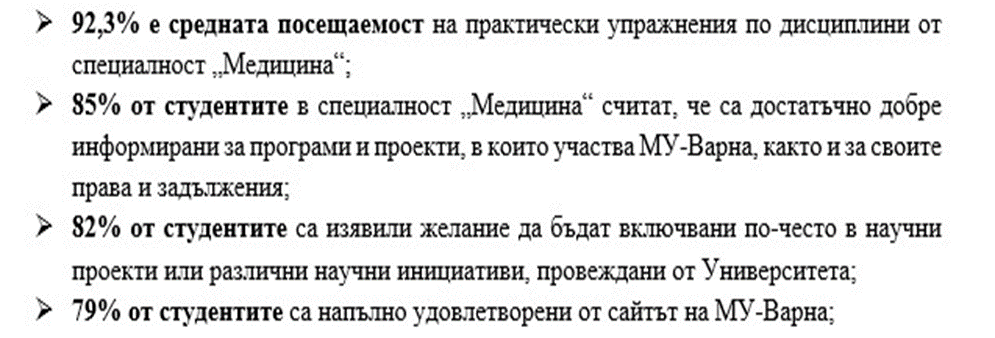 ➤ 92,3% е средната посещаемост на практически упражнения по дисциплини от
специалност „Медицина“;
➤ 85% от студентите в специалност „Медицина“ считат, че са достатъчно добре
информирани за програми и проекти, в които участва МУ-Варна, както и за своите
права и задължения;
➤ 82% от студентите са изявили желание да бъдат включвани по-често в научни
проекти или различни научни инициативи, провеждани от Университета;
➤ 79% от студентите са напълно удовлетворени от сайтът на МУ-Варна;